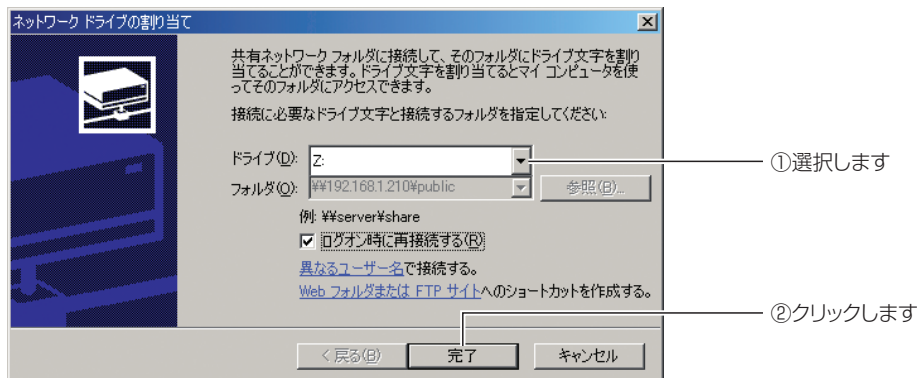 ネットワーク ドライブの割り当て
共有ネットワーク フォルダに接続して、そのフォルダにドライブ文字を割り
当てることができます。ドライブ文字を割り当てるとマイ コンピュータを使
ってそのフォルダにアクセスできます。
接続に必要なドライブ文字と接続するフォルダを指定してください:
ドライブ(D): Z:
①選択します
フォルダ(O): ¥¥192.168.1.210¥public 参照(B)...
例: ¥¥server¥share
ログオン時に再接続する(R)
異なるユーザー名で接続する。
Web フォルダまたは FTP サイトへのショートカットを作成する。
②クリックします
< 戻る(B) 完了 キャンセル